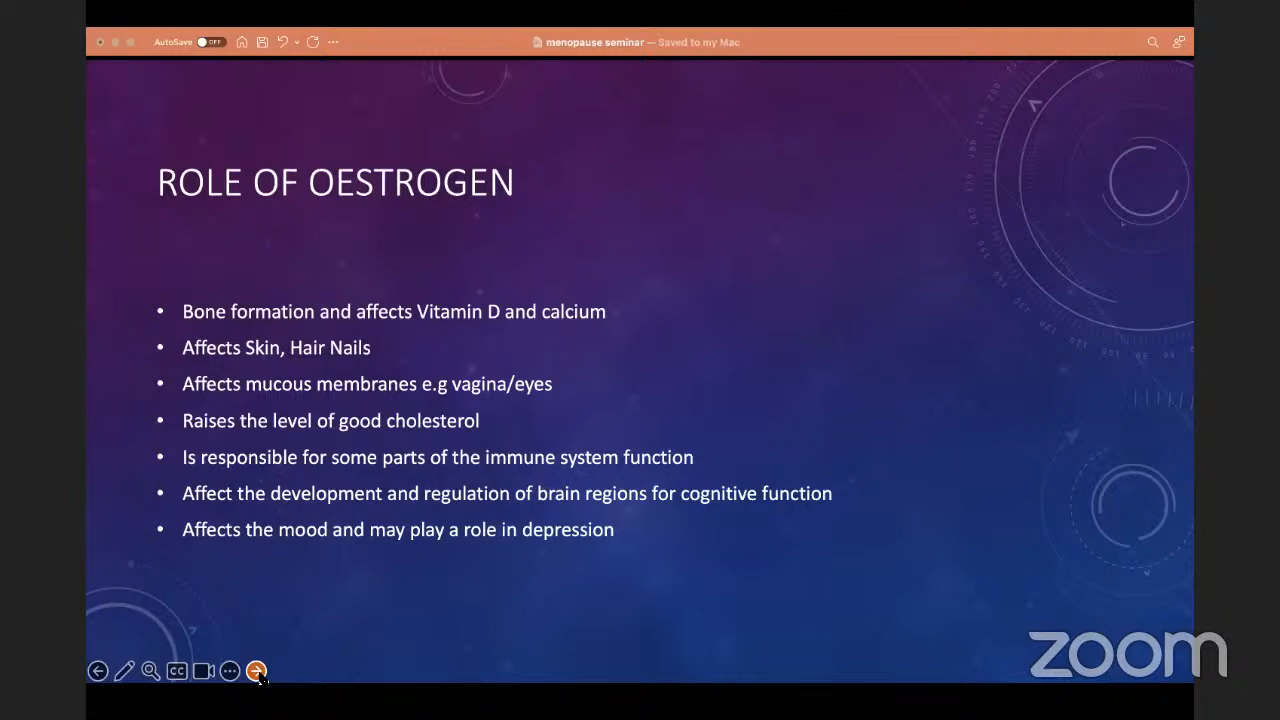 AutoSave OFF
menopause seminar — Saved to my Mac
ROLE OF OESTROGEN
• Bone formation and affects Vitamin D and calcium
• Affects Skin, Hair Nails
• Affects mucous membranes e.g vagina/eyes
• Raises the level of good cholesterol
• Is responsible for some parts of the immune system function
• Affect the development and regulation of brain regions for cognitive function
• Affects the mood and may play a role in depression
CC
zoom